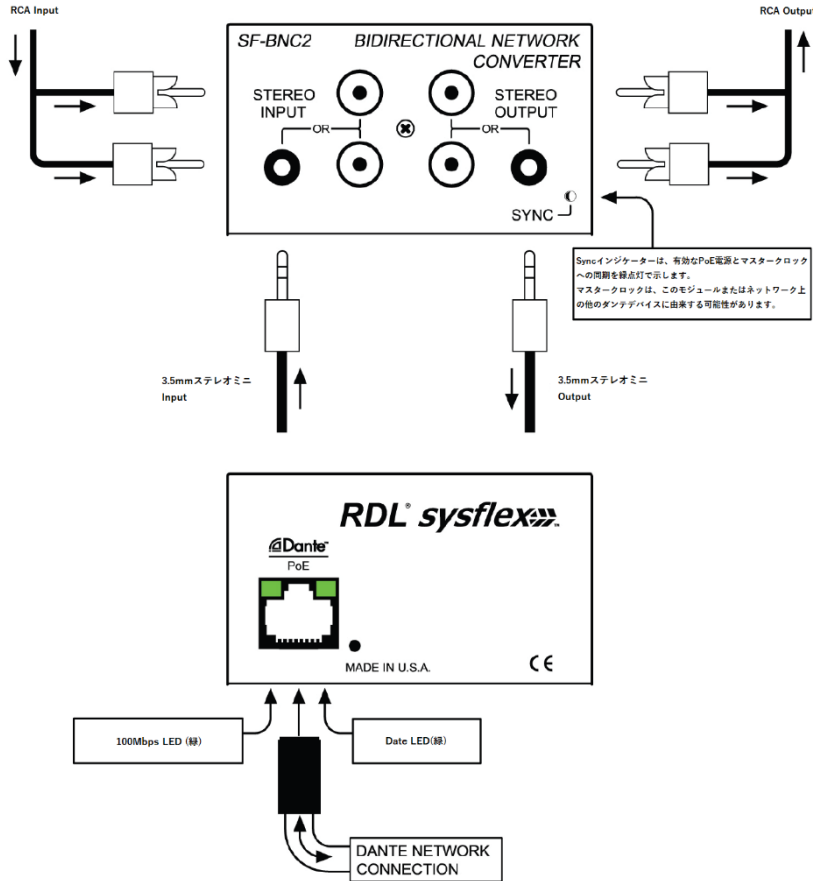 RCA Input
RCA Output
SF-BNC2
BIDIRECTIONAL NETWORK
CONVERTER
STEREO
INPUT
OR
STEREO
OUTPUT
OR
SYNC
Syncインジケーターは、有効なPoE電源とマスタークロック
への同期を緑点灯で示します。
マスタークロックは、このモジュールまたはネットワーク上
の他のダンテデバイスに由来する可能性があります。
3.5mmステレオミニ
Input
3.5mmステレオミニ
Output
RDL® sysflex™
Dante™
PoE
MADE IN U.S.A.
CE
100Mbps LED (緑)
Date LED(緑)
DANTE NETWORK
CONNECTION